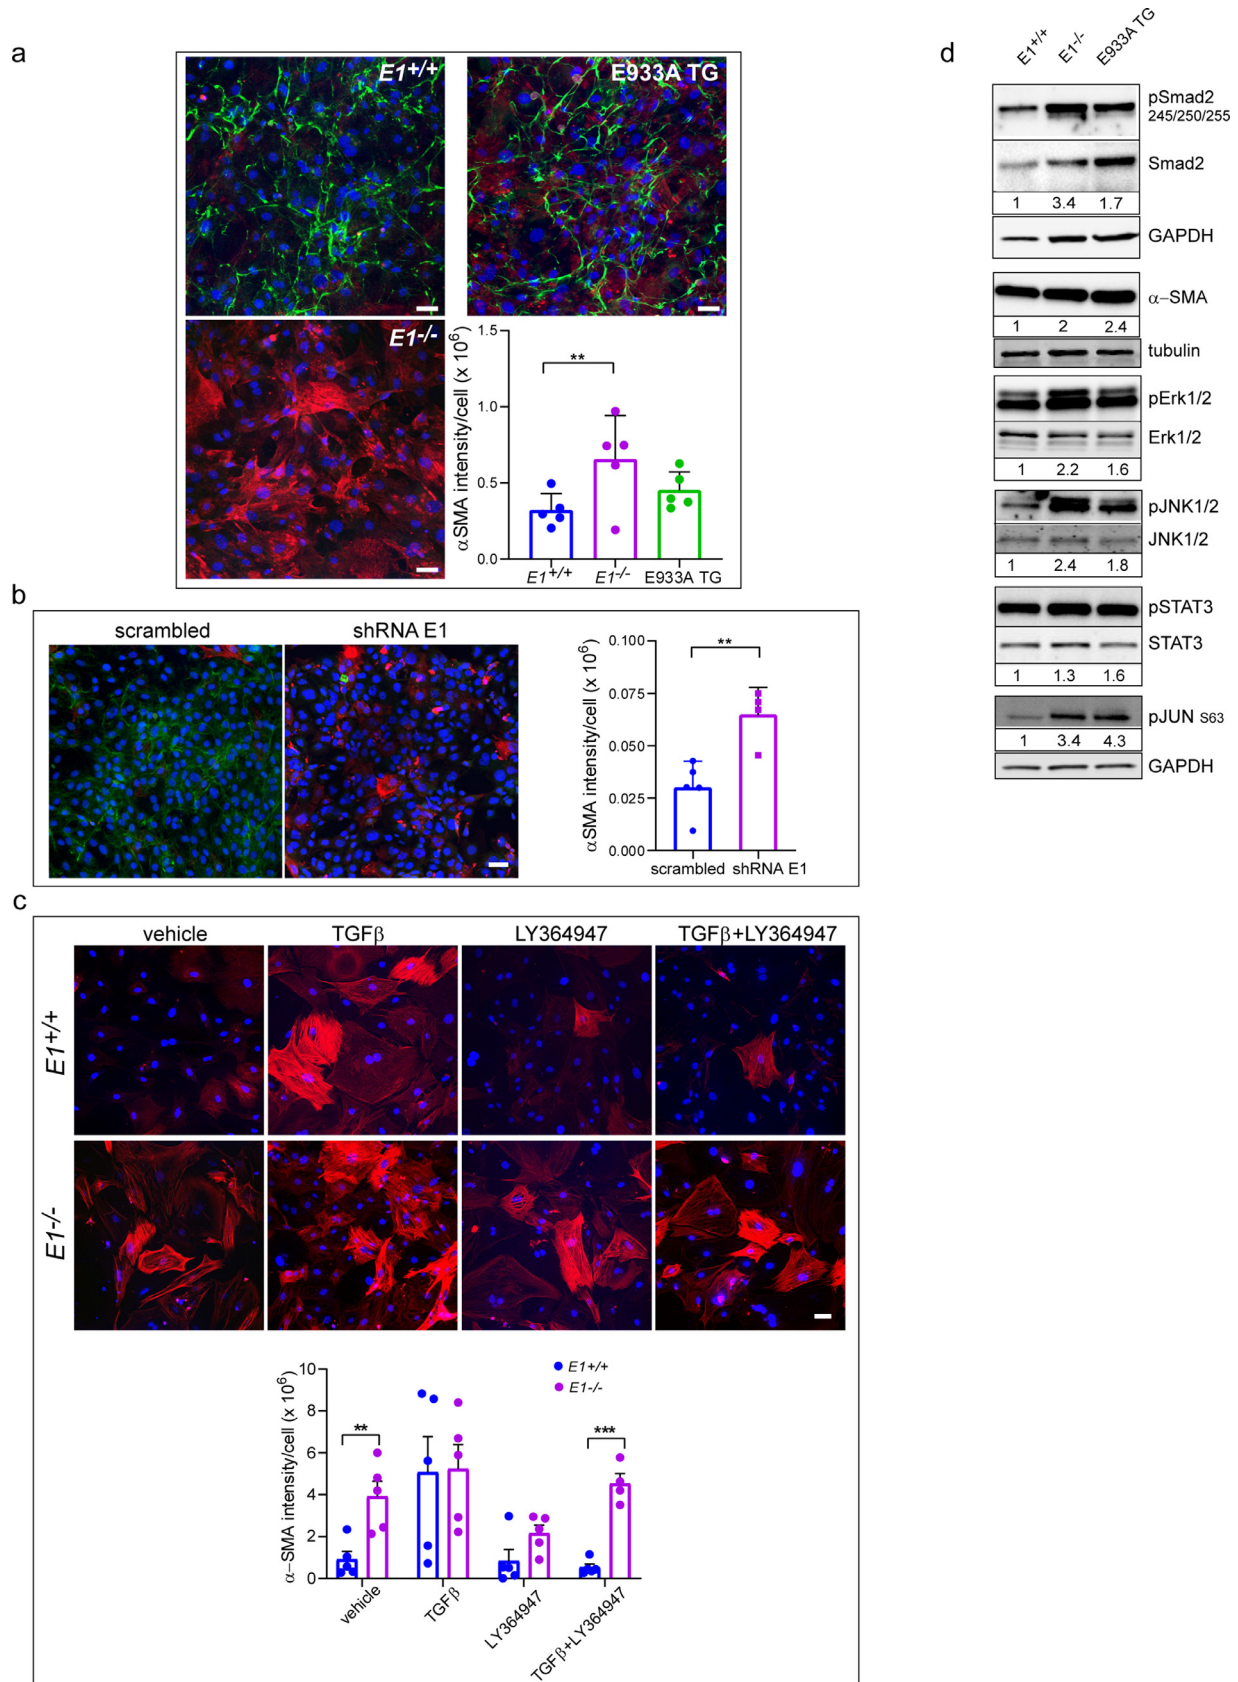 a
E1+/+
E933A TG
E1-/-
αSMA intensity/cell (x 10⁶)
1.5
1.0
0.5
0.0
**
E1+/+
E1-/-
E933A TG
b
scrambled
shRNA E1
αSMA intensity/cell (x 10⁶)
0.100
0.075
0.050
0.025
0.000
**
scrambled
shRNA E1
c
vehicle
TGFβ
LY364947
TGFβ+LY364947
E1+/+
E1-/-
α–SMA intensity/cell (x 10⁶)
10
8
6
4
2
0
E1+/+
E1-/-
**
***
vehicle
TGFβ
LY364947
TGFβ+LY364947
d
E1+/+
E1-/-
E933A TG
pSmad2
245/250/255
Smad2
1 3.4 1.7
GAPDH
α–SMA
1 2 2.4
tubulin
pErk1/2
Erk1/2
1 2.2 1.6
pJNK1/2
JNK1/2
1 2.4 1.8
pSTAT3
STAT3
1 1.3 1.6
pJUN S63
1 3.4 4.3
GAPDH